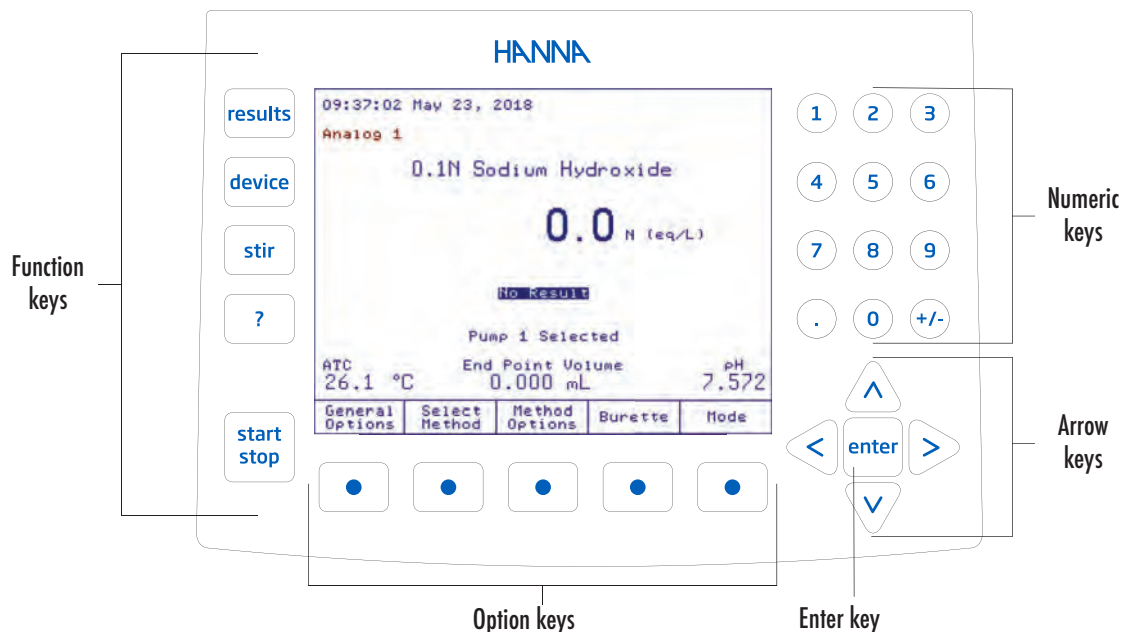 HANNA
results
device
stir
?
start
stop
Function
keys
09:37:02 May 23, 2018
Analog 1
0.1N Sodium Hydroxide
0.0 N (eq/L)
No Result
Pump 1 Selected
ATC End Point Volume pH
26.1 °C 0.000 mL 7.572
General Options Select Method Method Options Burette Mode
1 2 3
4 5 6
7 8 9
. 0 +/-
Numeric
keys
^
< enter >
v
Arrow
keys
Option keys
Enter key